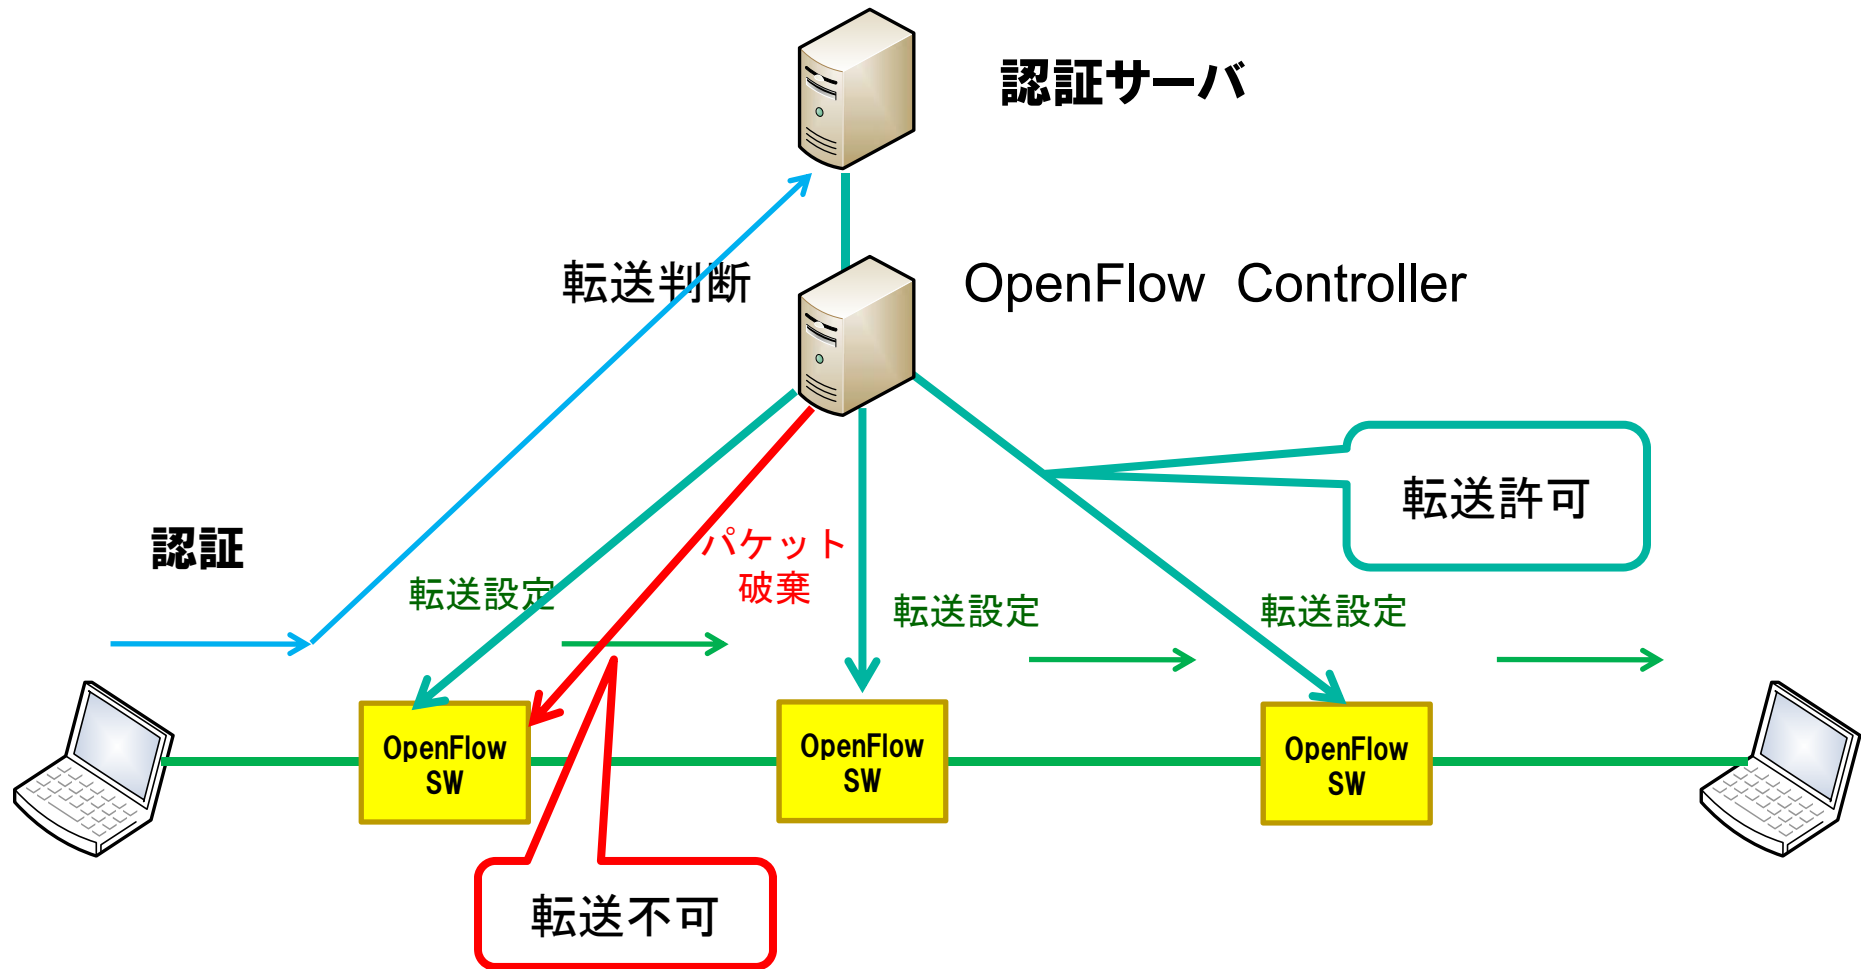 認証サーバ
転送判断
OpenFlow Controller
転送許可
認証
パケット
破棄
転送設定
転送設定
転送設定
OpenFlow
SW
OpenFlow
SW
OpenFlow
SW
転送不可